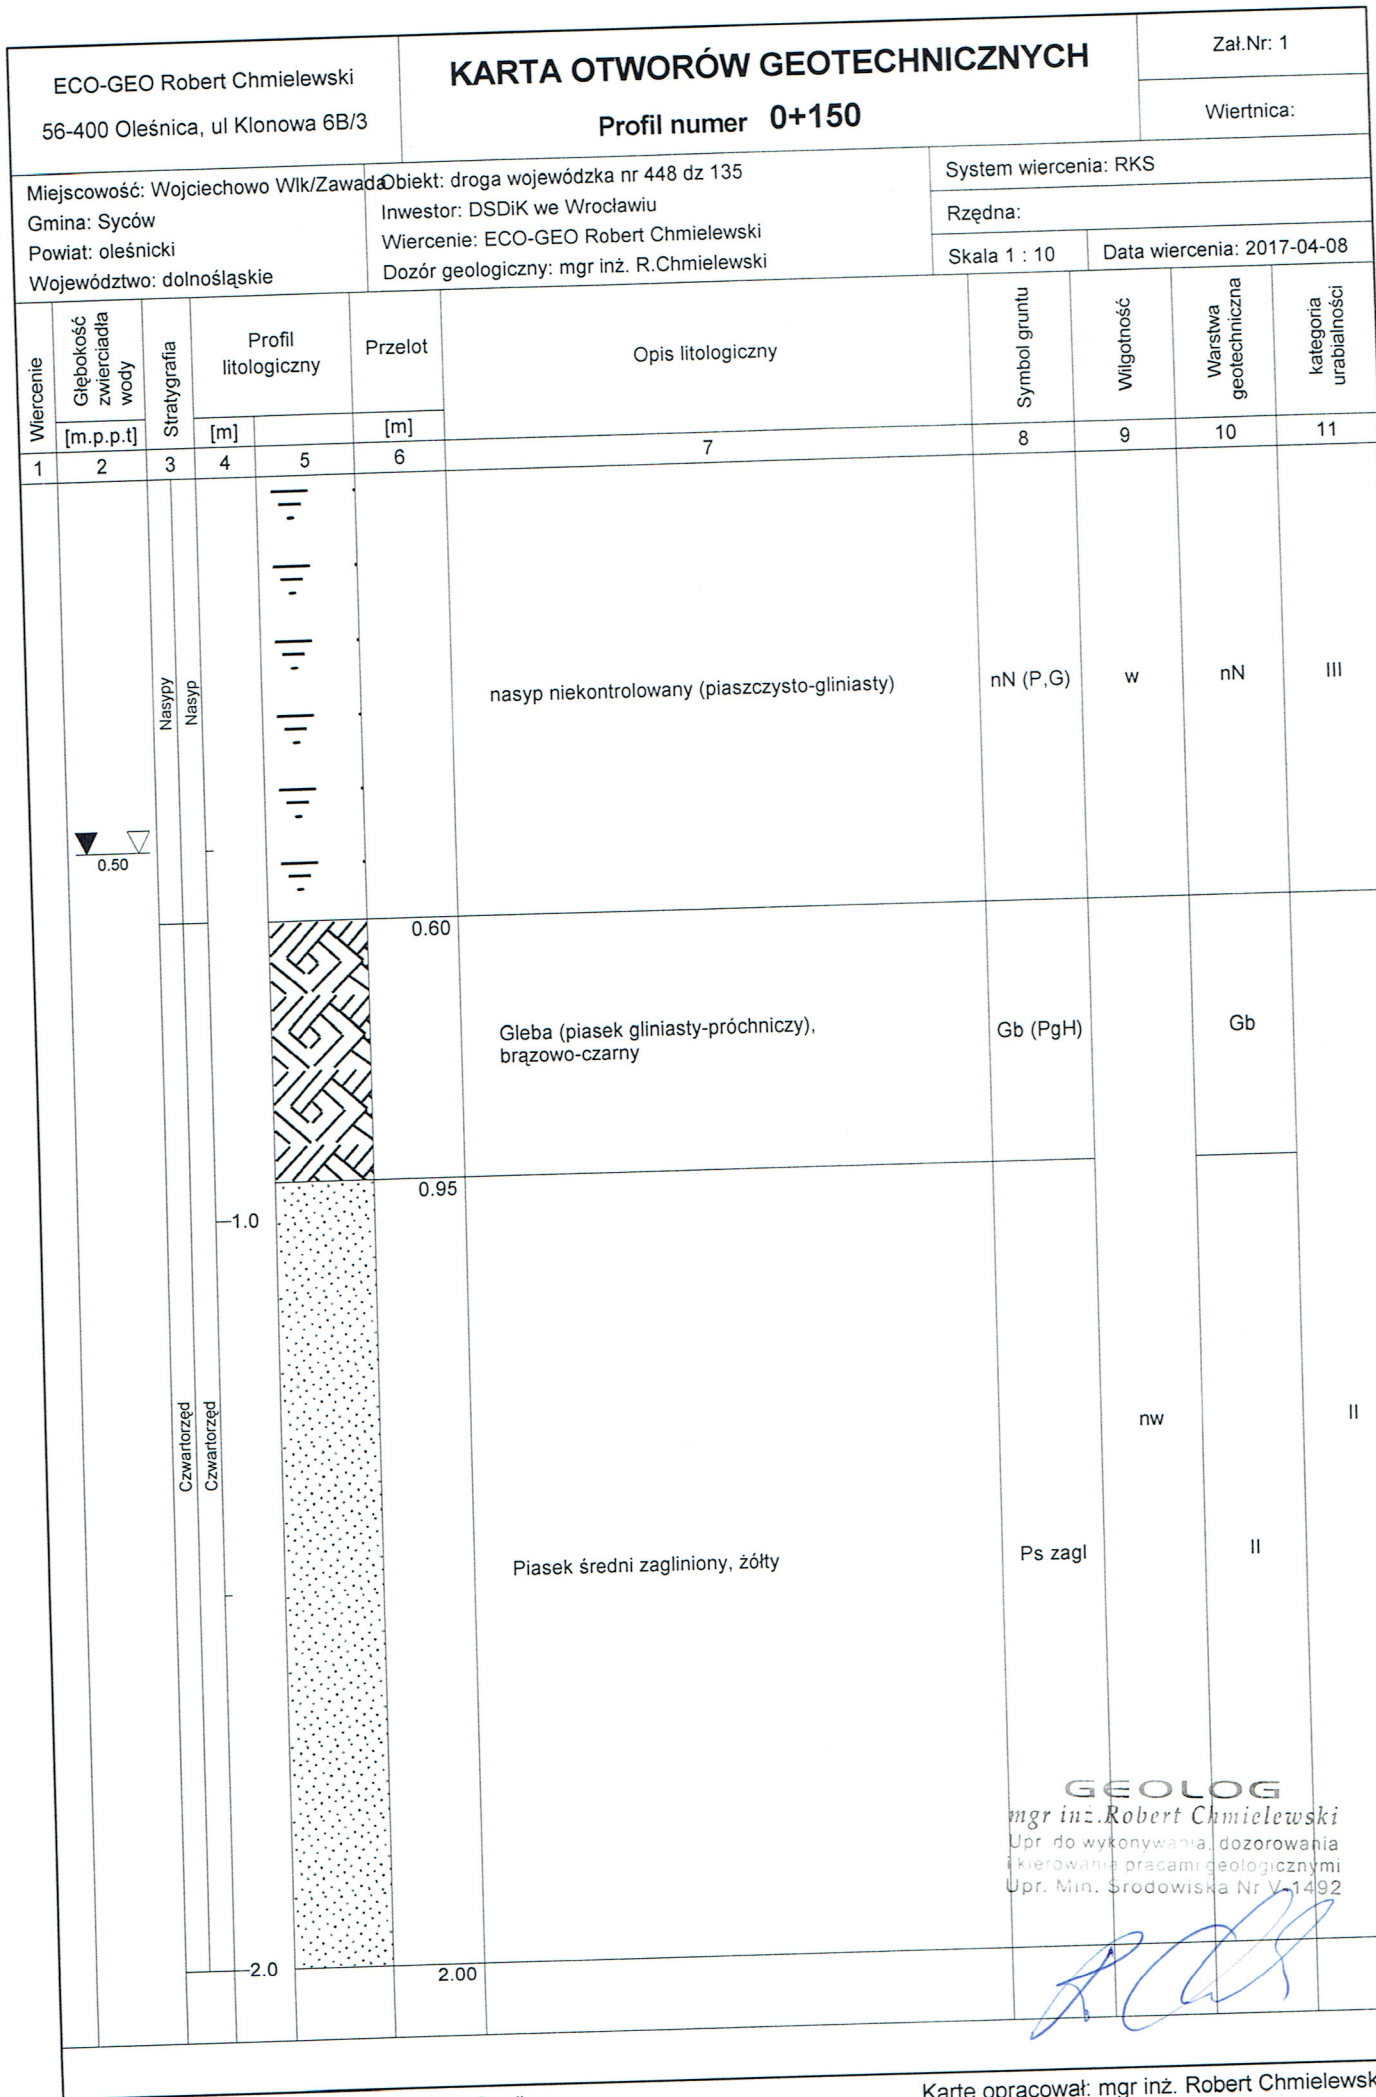 ECO-GEO Robert Chmielewski
56-400 Oleśnica, ul Klonowa 6B/3
KARTA OTWORÓW GEOTECHNICZNYCH
Profil numer 0+150
Zał.Nr: 1
Wiertnica:
Miejscowość: Wojciechowo Wlk/Zawada
Gmina: Syców
Powiat: oleśnicki
Województwo: dolnośląskie
Obiekt: droga wojewódzka nr 448 dz 135
Inwestor: DSDiK we Wrocławiu
Wiercenie: ECO-GEO Robert Chmielewski
Dozór geologiczny: mgr inż. R.Chmielewski
System wiercenia: RKS
Rzędna:
Skala 1 : 10
Data wiercenia: 2017-04-08
Wiercenie
Głębokość
zwierciadła
wody
[m.p.p.t]
Stratygrafia
Profil
litologiczny
[m]
Przelot
[m]
Opis litologiczny
Symbol gruntu
Wilgotność
Warstwa
geotechniczna
kategoria
urabialności
1 2 3 4 5 6 7 8 9 10 11
Nasypy
Nasyp
nasyp niekontrolowany (piaszczysto-gliniasty)
nN (P,G)
w
nN
III
0.50
0.60
Gleba (piasek gliniasty-próchniczy),
brązowo-czarny
Gb (PgH)
Gb
0.95
1.0
Czwartorzęd
Czwartorzęd
nw
II
Piasek średni zagliniony, żółty
Ps zagl
II
GEOLOG
mgr inż.Robert Chmielewski
Upr do wykonywania, dozorowania
i kierowania pracami geologicznymi
Upr. Min. Środowiska Nr V-1492
2.0
2.00
Kartę opracował: mgr inż. Robert Chmielewsk